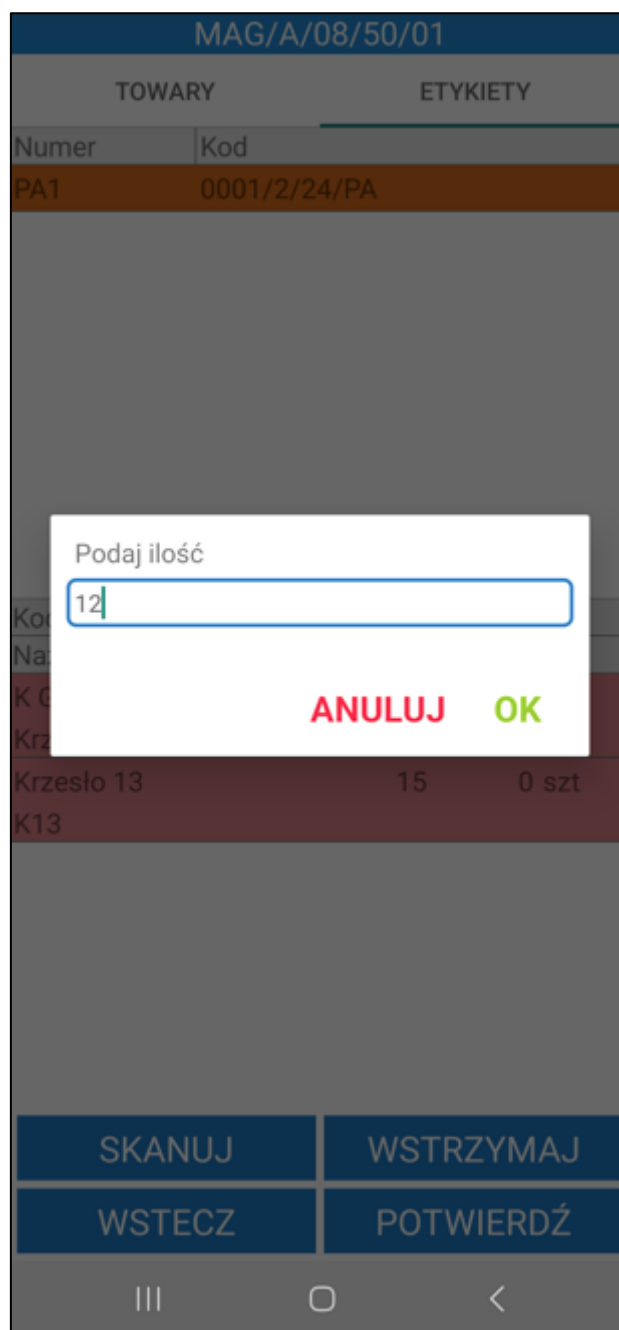 MAG/A/08/50/01
TOWARY ETYKIETY
Numer Kod
PA1 0001/2/24/PA
Podaj ilość
12
ANULUJ OK
Krzesło 13 15 0 szt
K13
SKANUJ WSTRZYMAJ
WSTECZ POTWIERDŹ